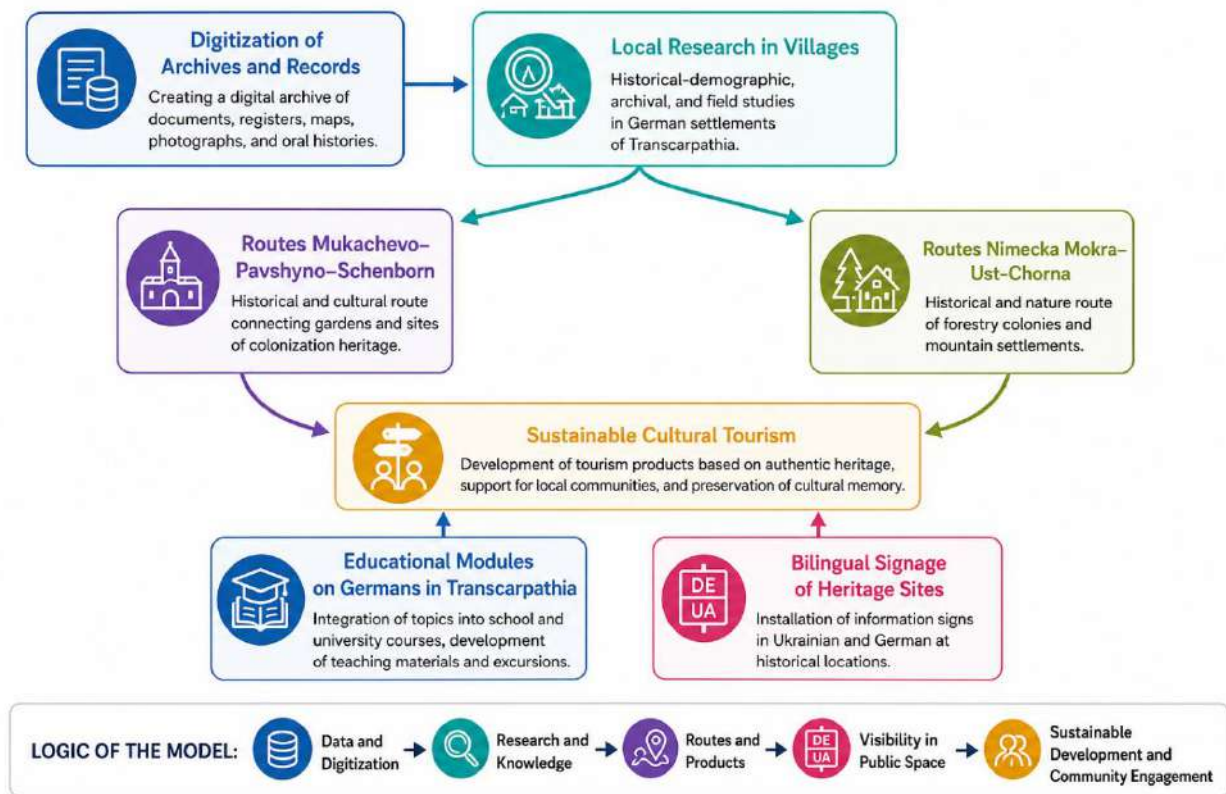 Digitization of
Archives and Records
Creating a digital archive of
documents, registers, maps,
photographs, and oral histories.
Local Research in Villages
Historical-demographic,
archival, and field studies
in German settlements
of Transcarpathia.
Routes Mukachevo–
Pavshyno–Schenborn
Historical and cultural route
connecting gardens and sites
of colonization heritage.
Routes Nimecka Mokra–
Ust-Chorna
Historical and nature route
of forestry colonies and
mountain settlements.
Sustainable Cultural Tourism
Development of tourism products based on authentic heritage,
support for local communities, and preservation of cultural memory.
Educational Modules
on Germans in Transcarpathia
Integration of topics into school and
university courses, development
of teaching materials and excursions.
DE
UA
Bilingual Signage
of Heritage Sites
Installation of information signs
in Ukrainian and German at
historical locations.
LOGIC OF THE MODEL:
Data and
Digitization
Research and
Knowledge
Routes and
Products
DE
UA
Visibility in
Public Space
Sustainable
Development and
Community Engagement